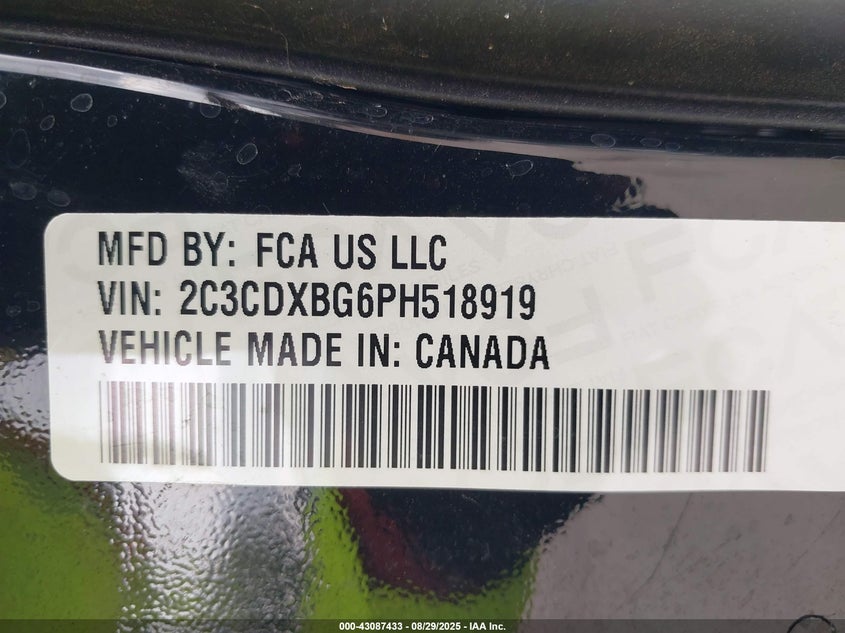 MFD BY: FCA US LLC
VIN: 2C3CDXBG6PH518919
VEHICLE MADE IN: CANADA
000-43087433 - 08/29/2025 - IAA Inc.